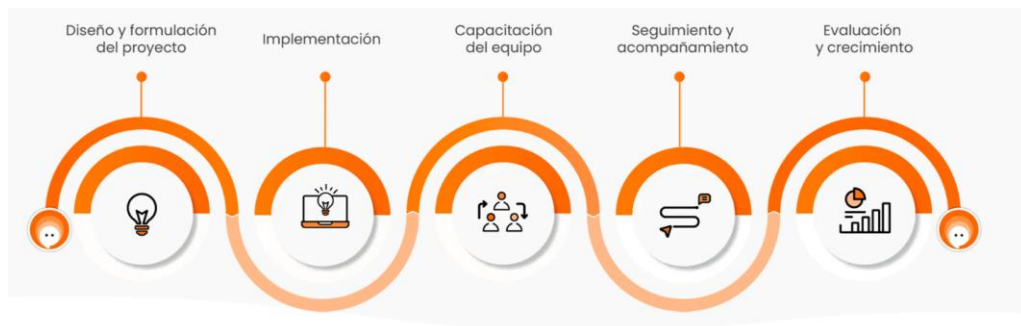 Diseño y formulación
del proyecto
Implementación
Capacitación
del equipo
Seguimiento y
acompañamiento
Evaluación
y crecimiento